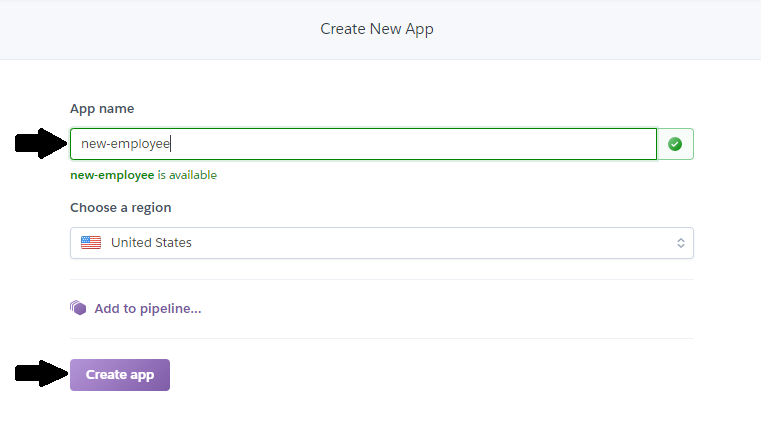 Create New App
App name
new-employee
new-employee is available
Choose a region
United States
Add to pipeline...
Create app